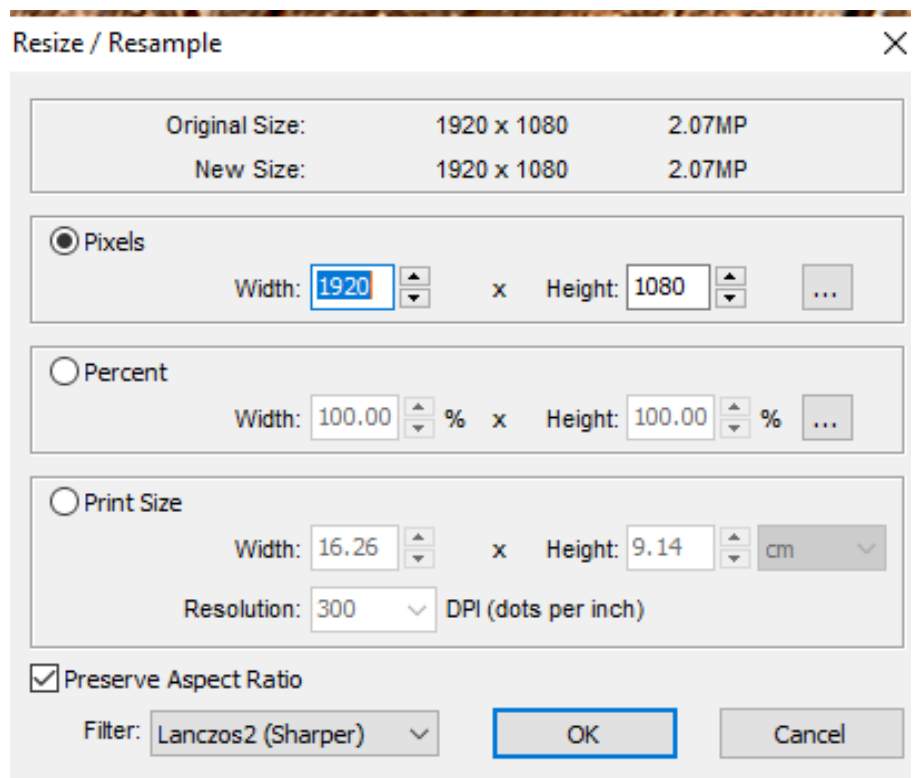 Resize / Resample
Original Size: 1920 x 1080 2.07MP
New Size: 1920 x 1080 2.07MP
Pixels
Width: 1920 x Height: 1080 ...
Percent
Width: 100.00 % x Height: 100.00 % ...
Print Size
Width: 16.26 x Height: 9.14 cm
Resolution: 300 DPI (dots per inch)
Preserve Aspect Ratio
Filter: Lanczos2 (Sharper) OK Cancel